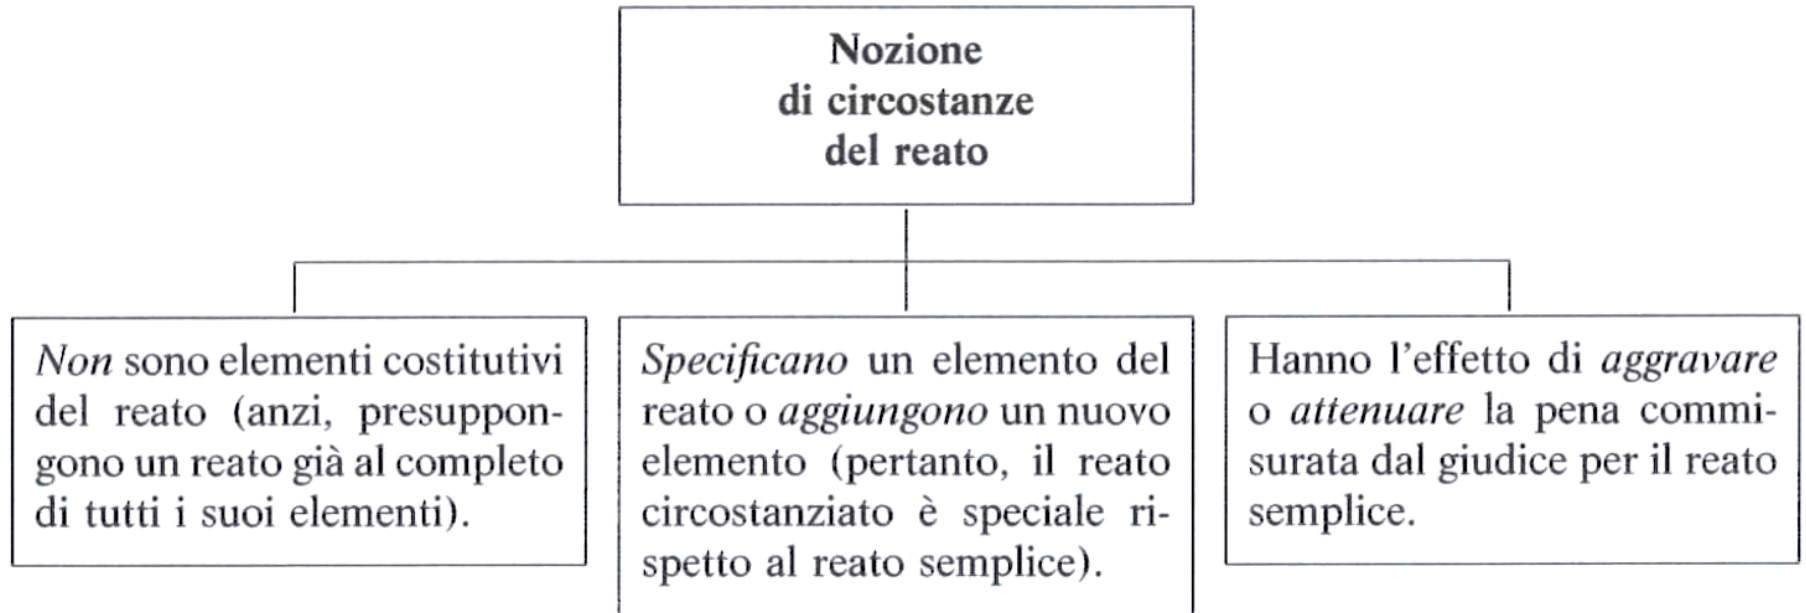 Nozione
di circostanze
del reato
Non sono elementi costitutivi
del reato (anzi, presuppon-
gono un reato già al completo
di tutti i suoi elementi).
Specificano un elemento del
reato o aggiungono un nuovo
elemento (pertanto, il reato
circostanziato è speciale ri-
spetto al reato semplice).
Hanno l'effetto di aggravare
o attenuare la pena commi-
surata dal giudice per il reato
semplice.